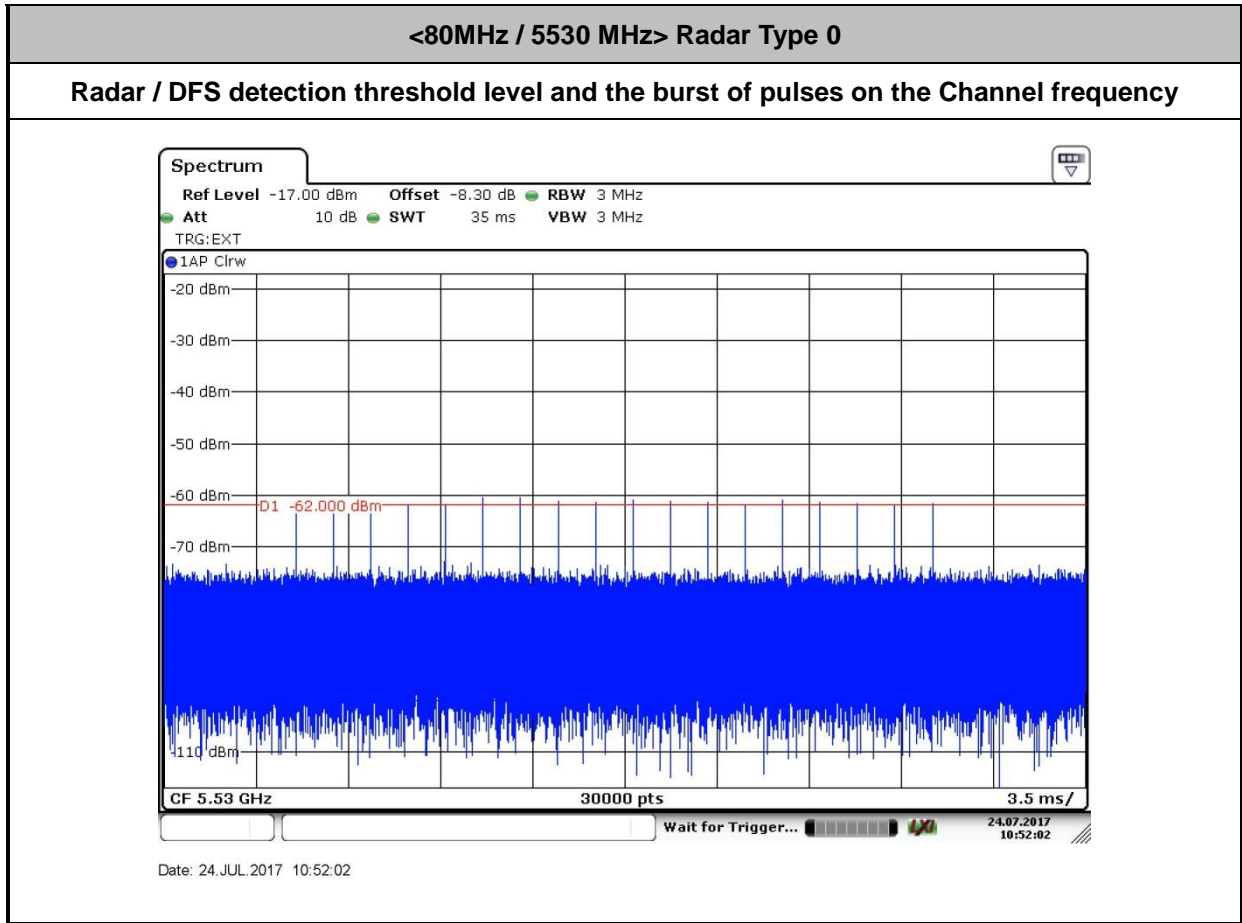 <80MHz / 5530 MHz> Radar Type 0
Radar / DFS detection threshold level and the burst of pulses on the Channel frequency
Spectrum
Ref Level -17.00 dBm Offset -8.30 dB RBW 3 MHz
Att 10 dB SWT 35 ms VBW 3 MHz
TRG:EXT
1AP Clrw
-20 dBm
-30 dBm
-40 dBm
-50 dBm
-60 dBm
D1 -62.000 dBm
-70 dBm
-110 dBm
CF 5.53 GHz 30000 pts 3.5 ms/
Wait for Trigger... LXI 24.07.2017
10:52:02
Date: 24.JUL.2017 10:52:02